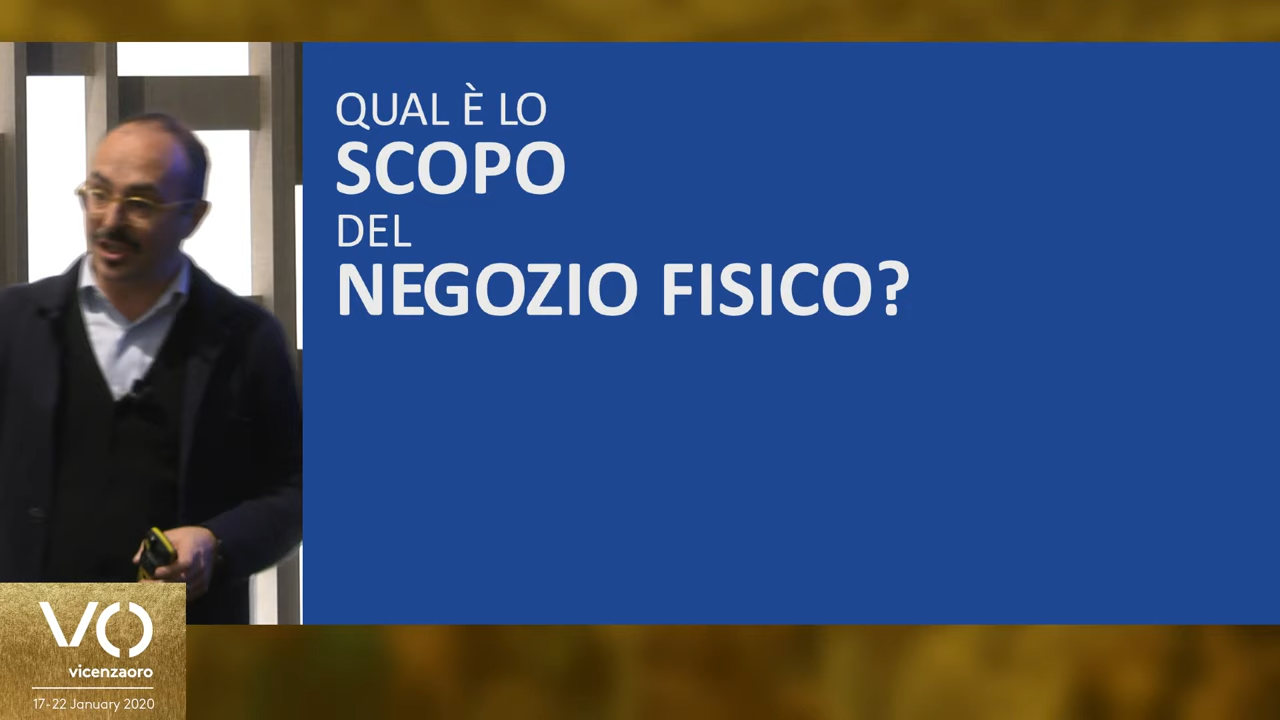 QUAL È LO
SCOPO
DEL
NEGOZIO FISICO?
VO
vicenzaoro
17-22 January 2020